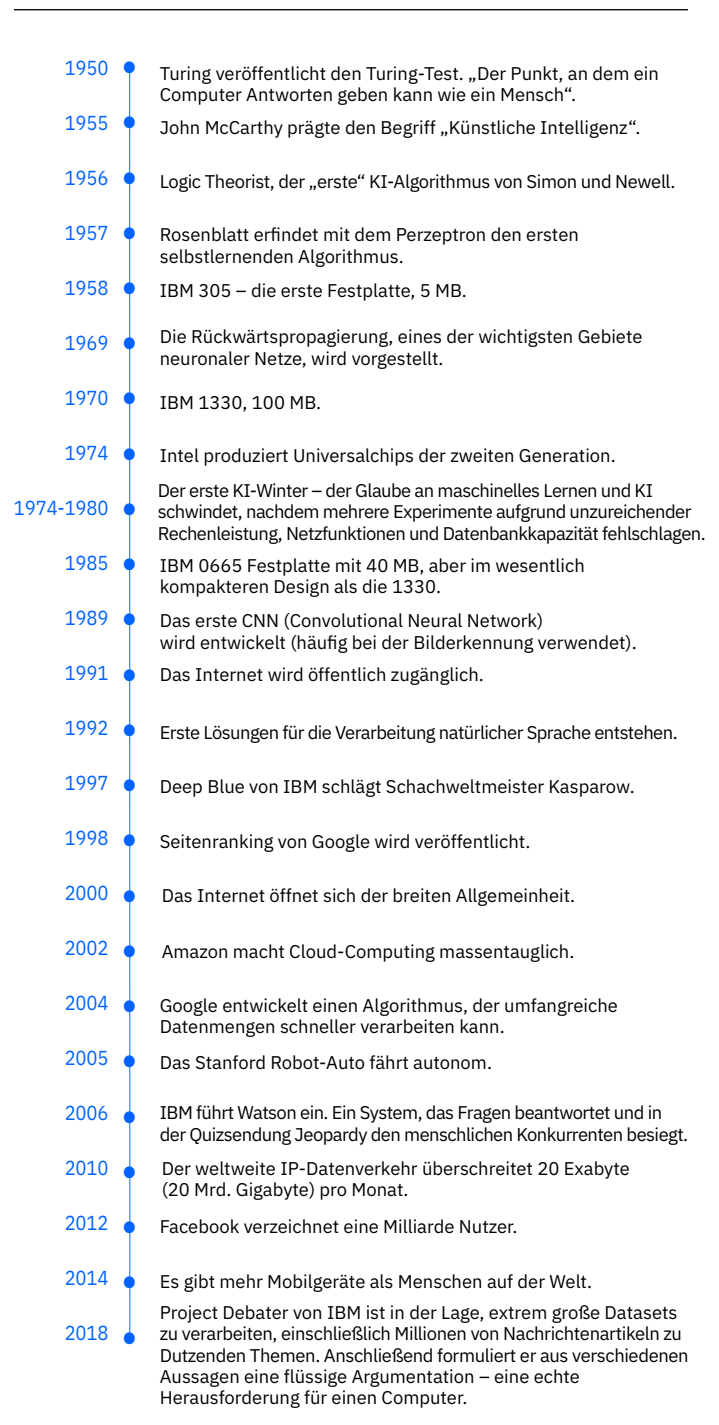 1950
Turing veröffentlicht den Turing-Test. „Der Punkt, an dem ein
Computer Antworten geben kann wie ein Mensch“.
1955
John McCarthy prägte den Begriff „Künstliche Intelligenz“.
1956
Logic Theorist, der „erste“ KI-Algorithmus von Simon und Newell.
1957
Rosenblatt erfindet mit dem Perzeptron den ersten
selbstlernenden Algorithmus.
1958
IBM 305 – die erste Festplatte, 5 MB.
1969
Die Rückwärtspropagierung, eines der wichtigsten Gebiete
neuronaler Netze, wird vorgestellt.
1970
IBM 1330, 100 MB.
1974
Intel produziert Universalchips der zweiten Generation.
1974-1980
Der erste KI-Winter – der Glaube an maschinelles Lernen und KI
schwindet, nachdem mehrere Experimente aufgrund unzureichender
Rechenleistung, Netzfunktionen und Datenbankkapazität fehlschlagen.
1985
IBM 0665 Festplatte mit 40 MB, aber im wesentlich
kompakteren Design als die 1330.
1989
Das erste CNN (Convolutional Neural Network)
wird entwickelt (häufig bei der Bilderkennung verwendet).
1991
Das Internet wird öffentlich zugänglich.
1992
Erste Lösungen für die Verarbeitung natürlicher Sprache entstehen.
1997
Deep Blue von IBM schlägt Schachweltmeister Kasparow.
1998
Seitenranking von Google wird veröffentlicht.
2000
Das Internet öffnet sich der breiten Allgemeinheit.
2002
Amazon macht Cloud-Computing massentauglich.
2004
Google entwickelt einen Algorithmus, der umfangreiche
Datenmengen schneller verarbeiten kann.
2005
Das Stanford Robot-Auto fährt autonom.
2006
IBM führt Watson ein. Ein System, das Fragen beantwortet und in
der Quizsendung Jeopardy den menschlichen Konkurrenten besiegt.
2010
Der weltweite IP-Datenverkehr überschreitet 20 Exabyte
(20 Mrd. Gigabyte) pro Monat.
2012
Facebook verzeichnet eine Milliarde Nutzer.
2014
Es gibt mehr Mobilgeräte als Menschen auf der Welt.
2018
Project Debater von IBM ist in der Lage, extrem große Datasets
zu verarbeiten, einschließlich Millionen von Nachrichtenartikeln zu
Dutzenden Themen. Anschließend formuliert er aus verschiedenen
Aussagen eine flüssige Argumentation – eine echte
Herausforderung für einen Computer.